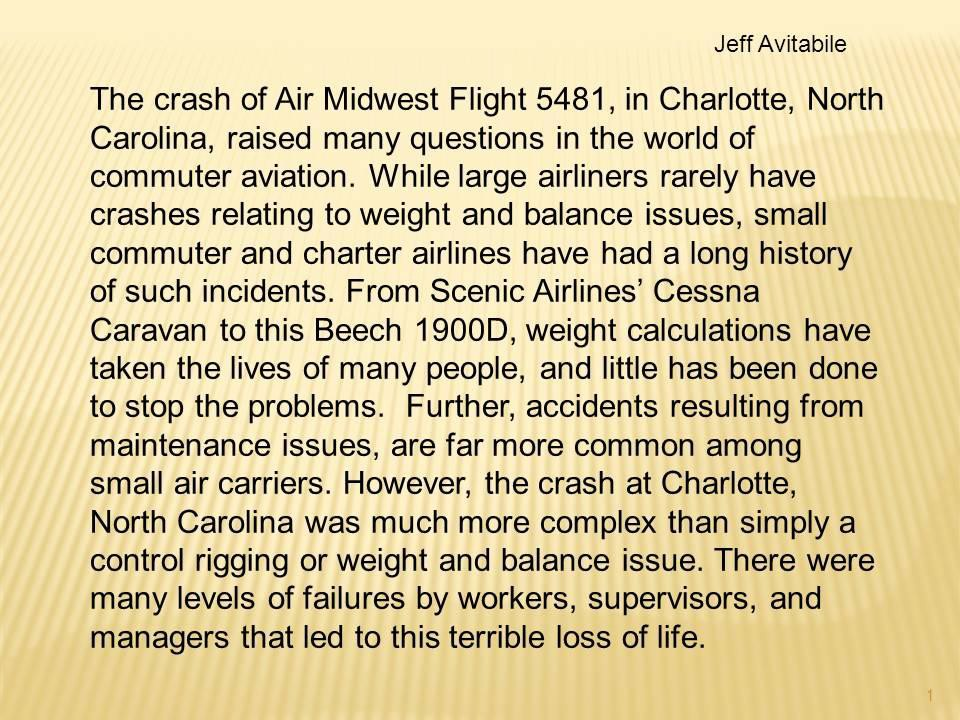 Jeff Avitabile
The crash of Air Midwest Flight 5481, in Charlotte, North
Carolina, raised many questions in the world of
commuter aviation. While large airliners rarely have
crashes relating to weight and balance issues, small
commuter and charter airlines have had a long history
of such incidents. From Scenic Airlines’ Cessna
Caravan to this Beech 1900D, weight calculations have
taken the lives of many people, and little has been done
to stop the problems.  Further, accidents resulting from
maintenance issues, are far more common among
small air carriers. However, the crash at Charlotte,
North Carolina was much more complex than simply a
control rigging or weight and balance issue. There were
many levels of failures by workers, supervisors, and
managers that led to this terrible loss of life.
1